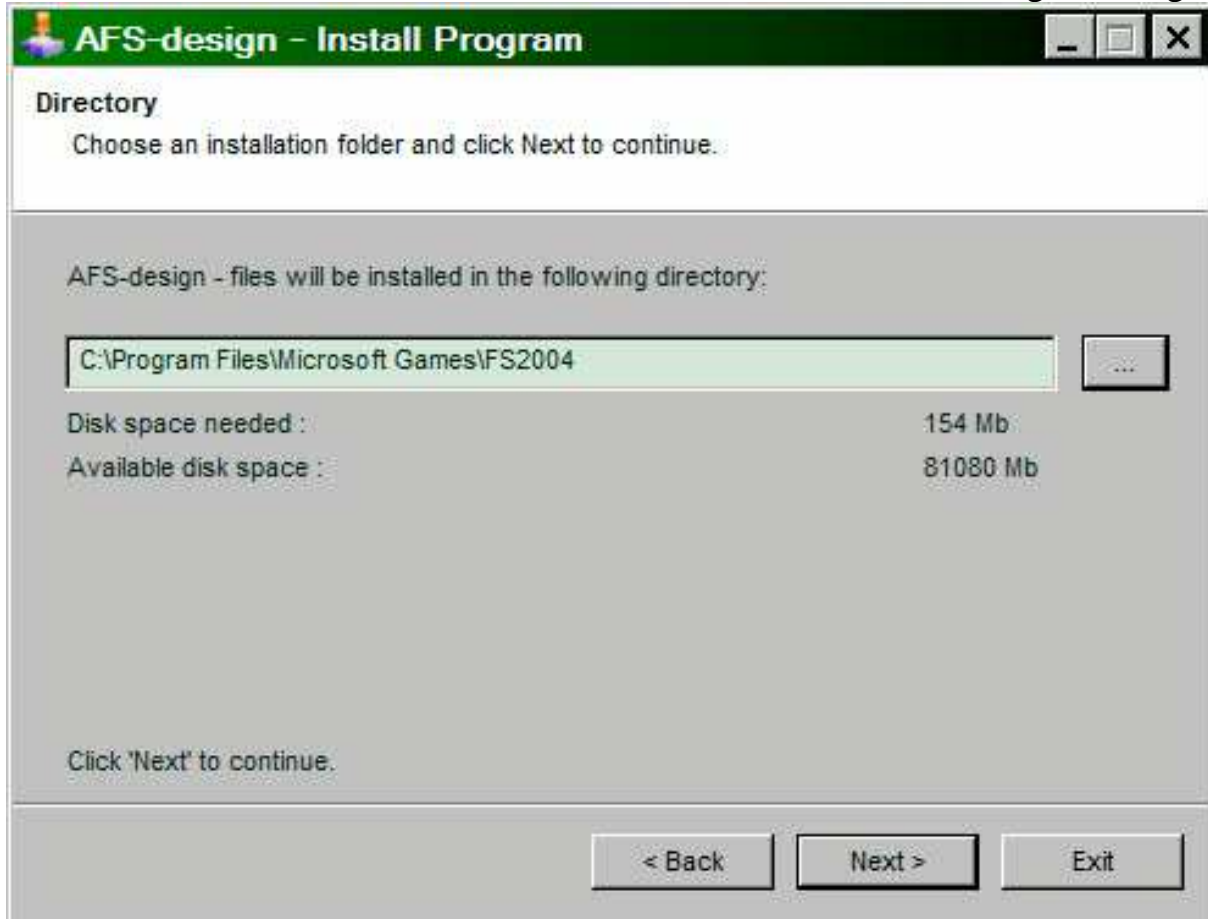 AFS-design - Install Program
Directory
Choose an installation folder and click Next to continue.
AFS-design - files will be installed in the following directory:
C:\Program Files\Microsoft Games\FS2004
...
Disk space needed : 154 Mb
Available disk space : 81080 Mb
Click 'Next' to continue.
< Back Next > Exit